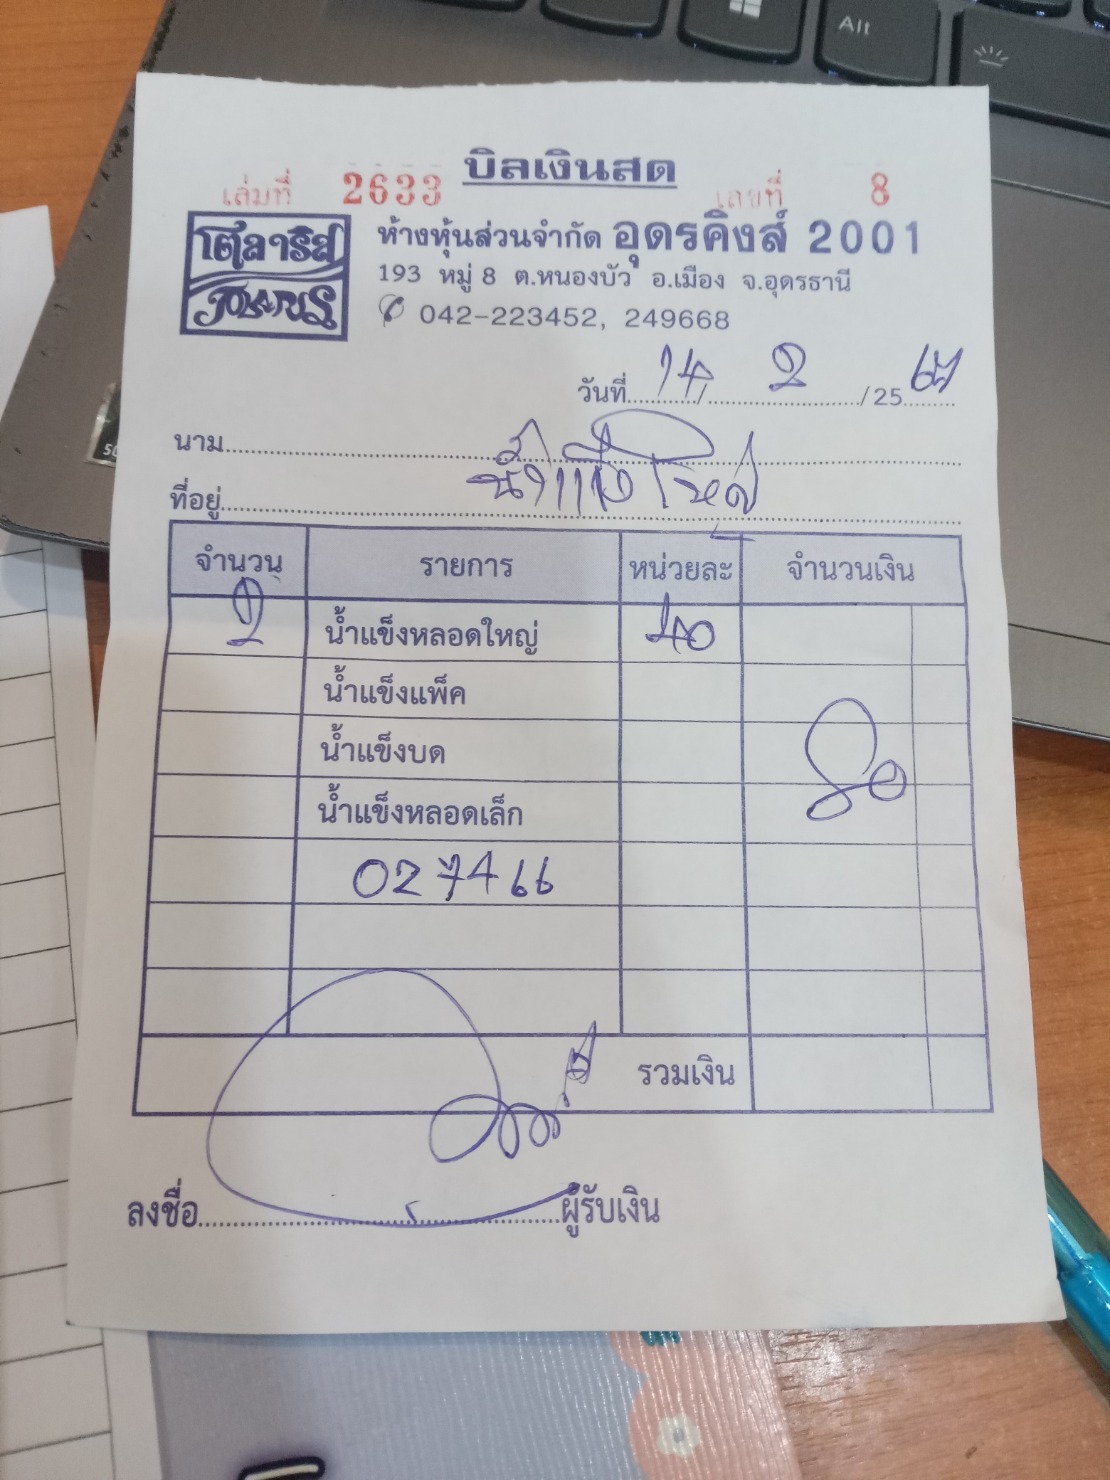 Alt
บิลเงินสด
เล่มที่ 2633 เลขที่ 8
โตลาริส
POLARIS
ห้างหุ้นส่วนจำกัด อุดรคิงส์ 2001
193 หมู่ 8 ต.หนองบัว อ.เมือง จ.อุดรธานี
042-223452, 249668
วันที่ 14 / 2 / 25 67
นาม
ที่อยู่
จำนวน รายการ หน่วยละ จำนวนเงิน
2 น้ำแข็งหลอดใหญ่ 40
น้ำแข็งแพ็ค
น้ำแข็งบด 80
น้ำแข็งหลอดเล็ก
027466
รวมเงิน
ลงชื่อ ผู้รับเงิน